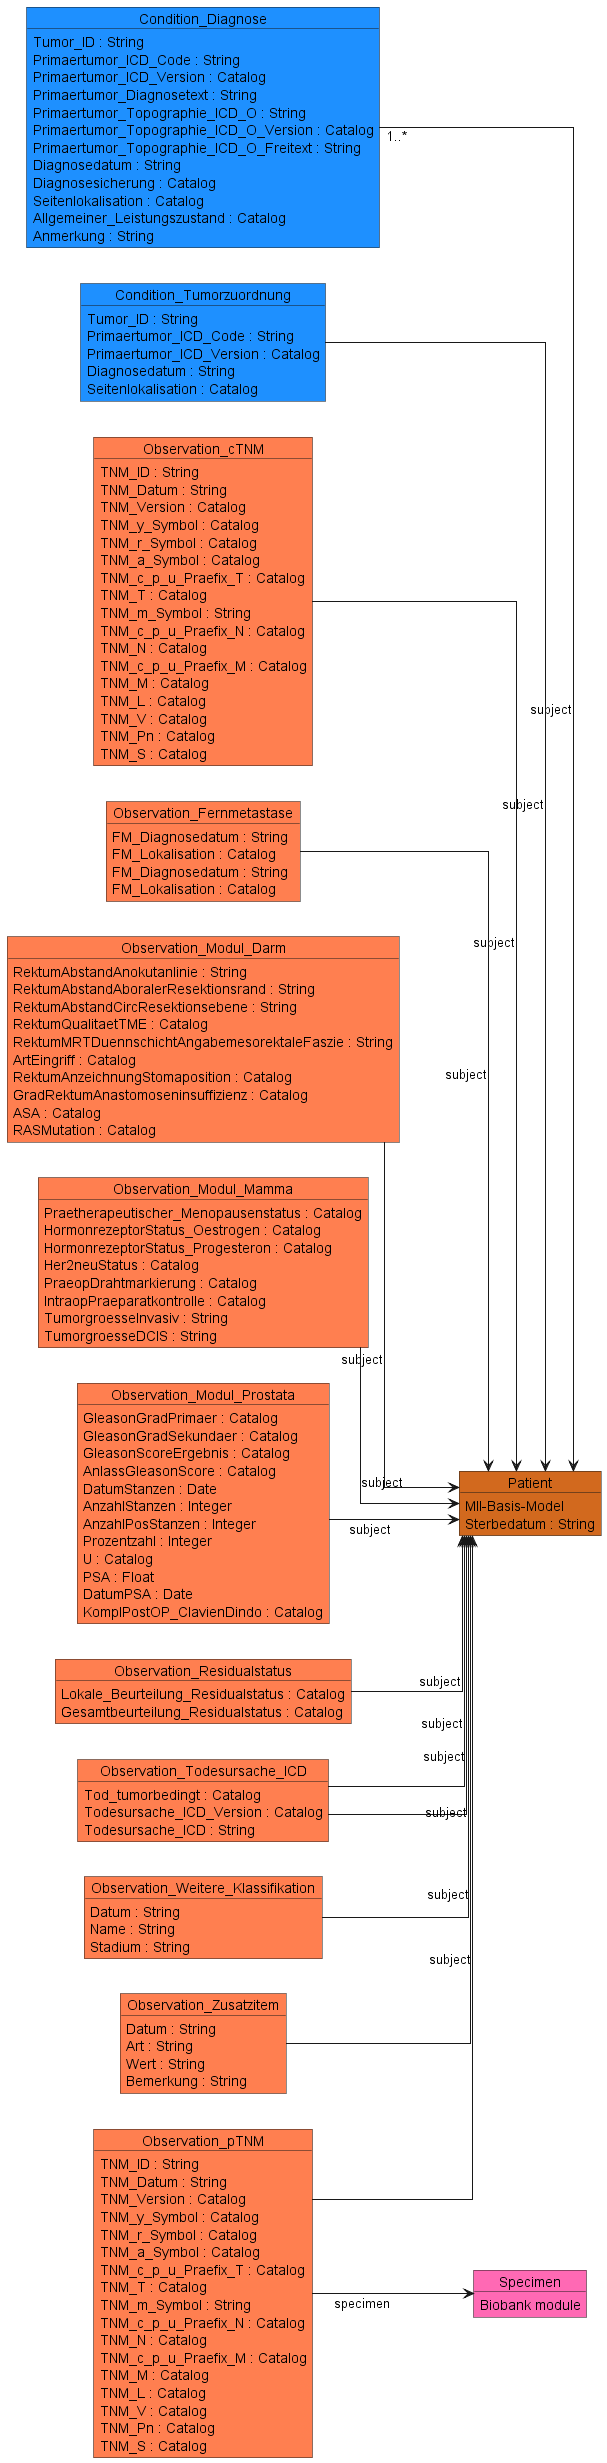 Condition_Diagnose
Tumor_ID : String
Primaertumor_ICD_Code : String
Primaertumor_ICD_Version : Catalog
Primaertumor_Diagnosetext : String
Primaertumor_Topographie_ICD_O : String
Primaertumor_Topographie_ICD_O_Version : Catalog
Primaertumor_Topographie_ICD_O_Freitext : String
Diagnosedatum : String
Diagnosesicherung : Catalog
Seitenlokalisation : Catalog
Allgemeiner_Leistungszustand : Catalog
Anmerkung : String
1..*
Condition_Tumorzuordnung
Tumor_ID : String
Primaertumor_ICD_Code : String
Primaertumor_ICD_Version : Catalog
Diagnosedatum : String
Seitenlokalisation : Catalog
Observation_cTNM
TNM_ID : String
TNM_Datum : String
TNM_Version : Catalog
TNM_y_Symbol : Catalog
TNM_r_Symbol : Catalog
TNM_a_Symbol : Catalog
TNM_c_p_u_Praefix_T : Catalog
TNM_T : Catalog
TNM_m_Symbol : String
TNM_c_p_u_Praefix_N : Catalog
TNM_N : Catalog
TNM_c_p_u_Praefix_M : Catalog
TNM_M : Catalog
TNM_L : Catalog
TNM_V : Catalog
TNM_Pn : Catalog
TNM_S : Catalog
subject
subject
Observation_Fernmetastase
FM_Diagnosedatum : String
FM_Lokalisation : Catalog
FM_Diagnosedatum : String
FM_Lokalisation : Catalog
subject
Observation_Modul_Darm
RektumAbstandAnokutanlinie : String
RektumAbstandAboralerResektionsrand : String
RektumAbstandCircResektionsebene : String
RektumQualitaetTME : Catalog
RektumMRTDuennschichtAngabemesorektaleFaszie : String
ArtEingriff : Catalog
RektumAnzeichnungStomaposition : Catalog
GradRektumAnastomoseninsuffizienz : Catalog
ASA : Catalog
RASMutation : Catalog
subject
Observation_Modul_Mamma
Praetherapeutischer_Menopausenstatus : Catalog
HormonrezeptorStatus_Oestrogen : Catalog
HormonrezeptorStatus_Progesteron : Catalog
Her2neuStatus : Catalog
PraeopDrahtmarkierung : Catalog
IntraopPraeparatkontrolle : Catalog
TumorgroesseInvasiv : String
TumorgroesseDCIS : String
subject
Observation_Modul_Prostata
GleasonGradPrimaer : Catalog
GleasonGradSekundaer : Catalog
GleasonScoreErgebnis : Catalog
AnlassGleasonScore : Catalog
DatumStanzen : Date
AnzahlStanzen : Integer
AnzahlPosStanzen : Integer
Prozentzahl : Integer
U : Catalog
PSA : Float
DatumPSA : Date
KomplPostOP_ClavienDindo : Catalog
subject
subject
Patient
MII-Basis-Model
Sterbedatum : String
Observation_Residualstatus
Lokale_Beurteilung_Residualstatus : Catalog
Gesamtbeurteilung_Residualstatus : Catalog
subject
subject
subject
Observation_Todesursache_ICD
Tod_tumorbedingt : Catalog
Todesursache_ICD_Version : Catalog
Todesursache_ICD : String
subject
Observation_Weitere_Klassifikation
Datum : String
Name : String
Stadium : String
subject
subject
Observation_Zusatzitem
Datum : String
Art : String
Wert : String
Bemerkung : String
Observation_pTNM
TNM_ID : String
TNM_Datum : String
TNM_Version : Catalog
TNM_y_Symbol : Catalog
TNM_r_Symbol : Catalog
TNM_a_Symbol : Catalog
TNM_c_p_u_Praefix_T : Catalog
TNM_T : Catalog
TNM_m_Symbol : String
TNM_c_p_u_Praefix_N : Catalog
TNM_N : Catalog
TNM_c_p_u_Praefix_M : Catalog
TNM_M : Catalog
TNM_L : Catalog
TNM_V : Catalog
TNM_Pn : Catalog
TNM_S : Catalog
specimen
Specimen
Biobank module